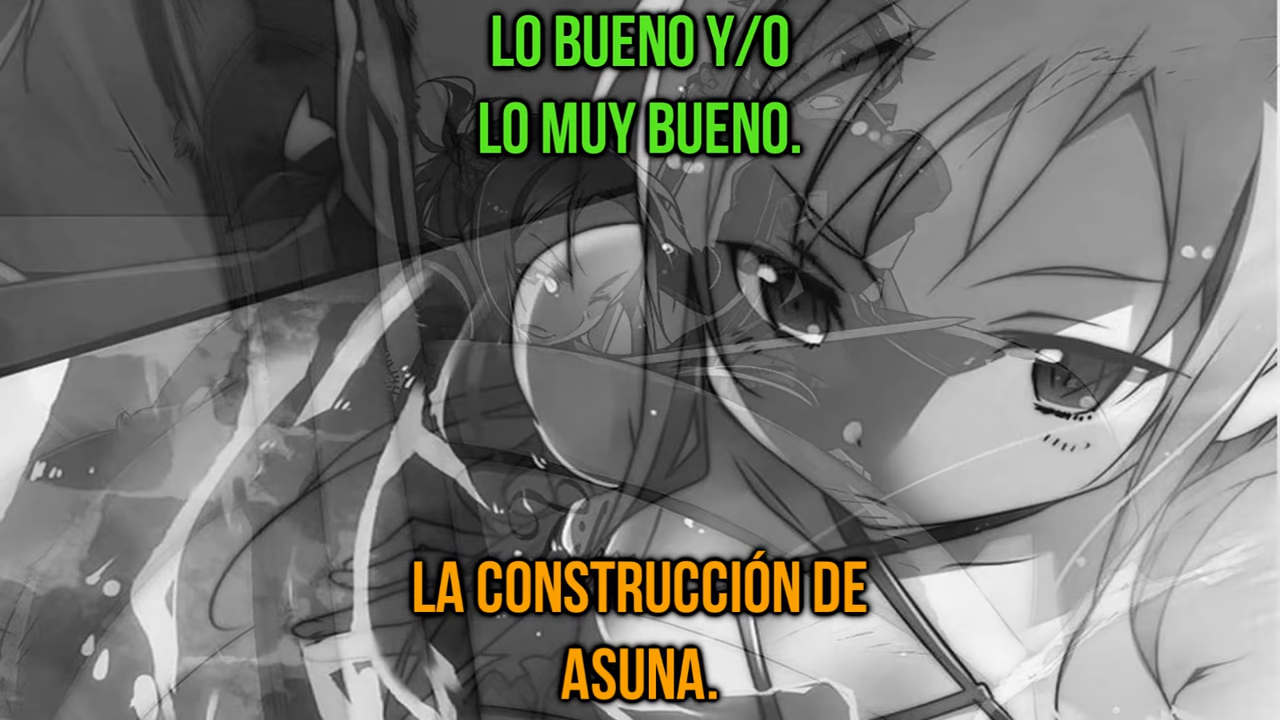 LO BUENO Y/O
LO MUY BUENO.
LA CONSTRUCCIÓN DE
ASUNA.